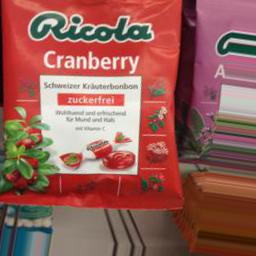 Ricola
Cranberry
Schweizer Kräuterbonbon
zuckerfrei
Wohltuend und erfrischend
für Mund und Hals
mit Vitamin C
A